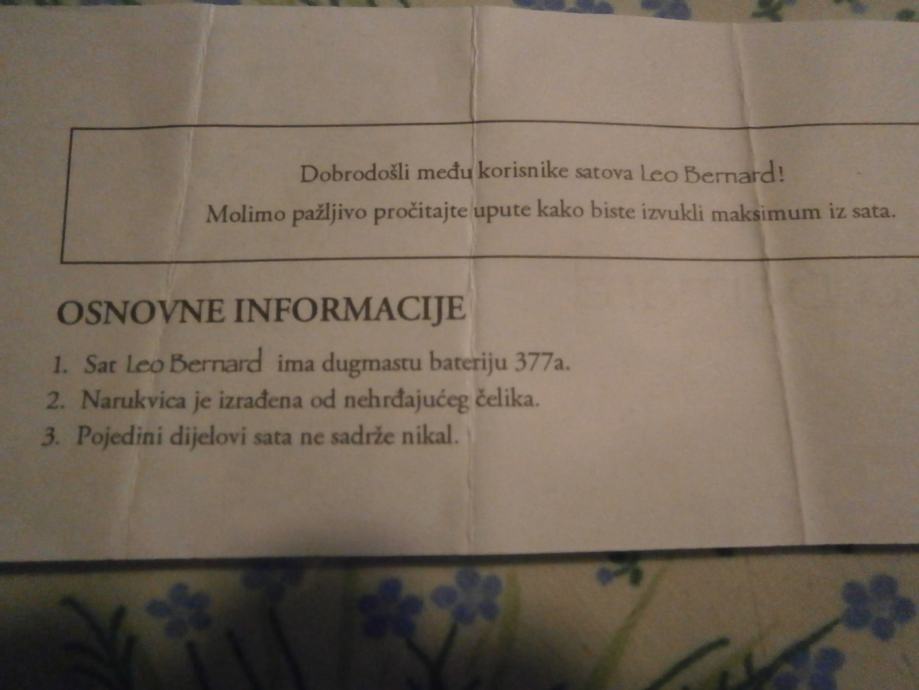 Dobrodošli među korisnike satova Leo Bernard!
Molimo pažljivo pročitajte upute kako biste izvukli maksimum iz sata.
OSNOVNE INFORMACIJE
1. Sat Leo Bernard ima dugmastu bateriju 377a.
2. Narukvica je izrađena od nehrđajućeg čelika.
3. Pojedini dijelovi sata ne sadrže nikal.